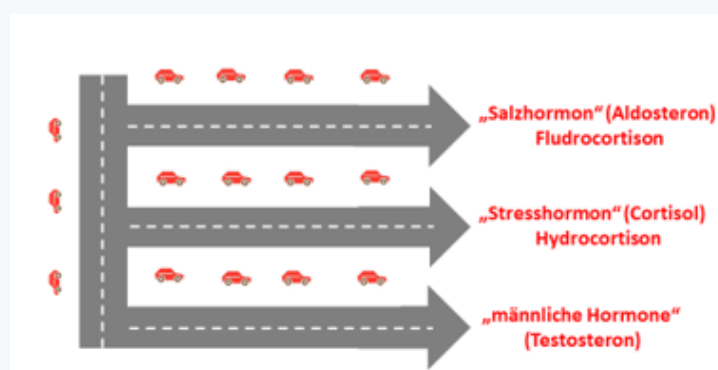 „Salzhormon“ (Aldosteron)
Fludrocortison
„Stresshormon“ (Cortisol)
Hydrocortison
„männliche Hormone“
(Testosteron)